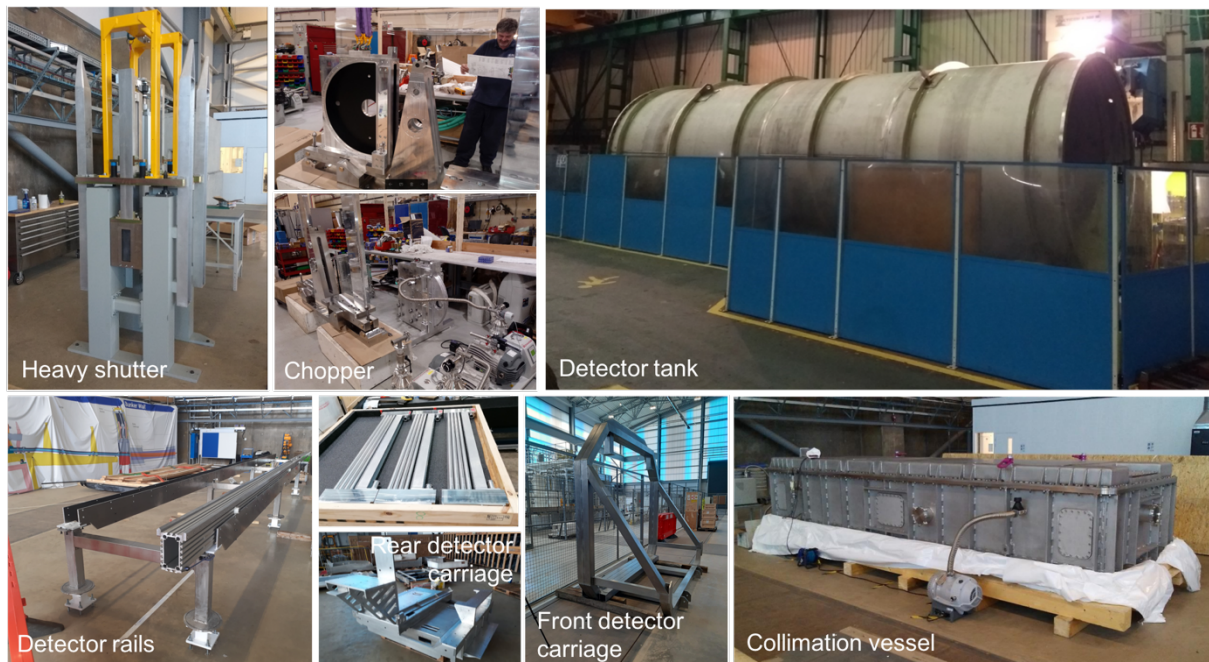 Heavy shutter
Chopper
Detector tank
Detector rails
Rear detector
carriage
Front detector
carriage
Collimation vessel